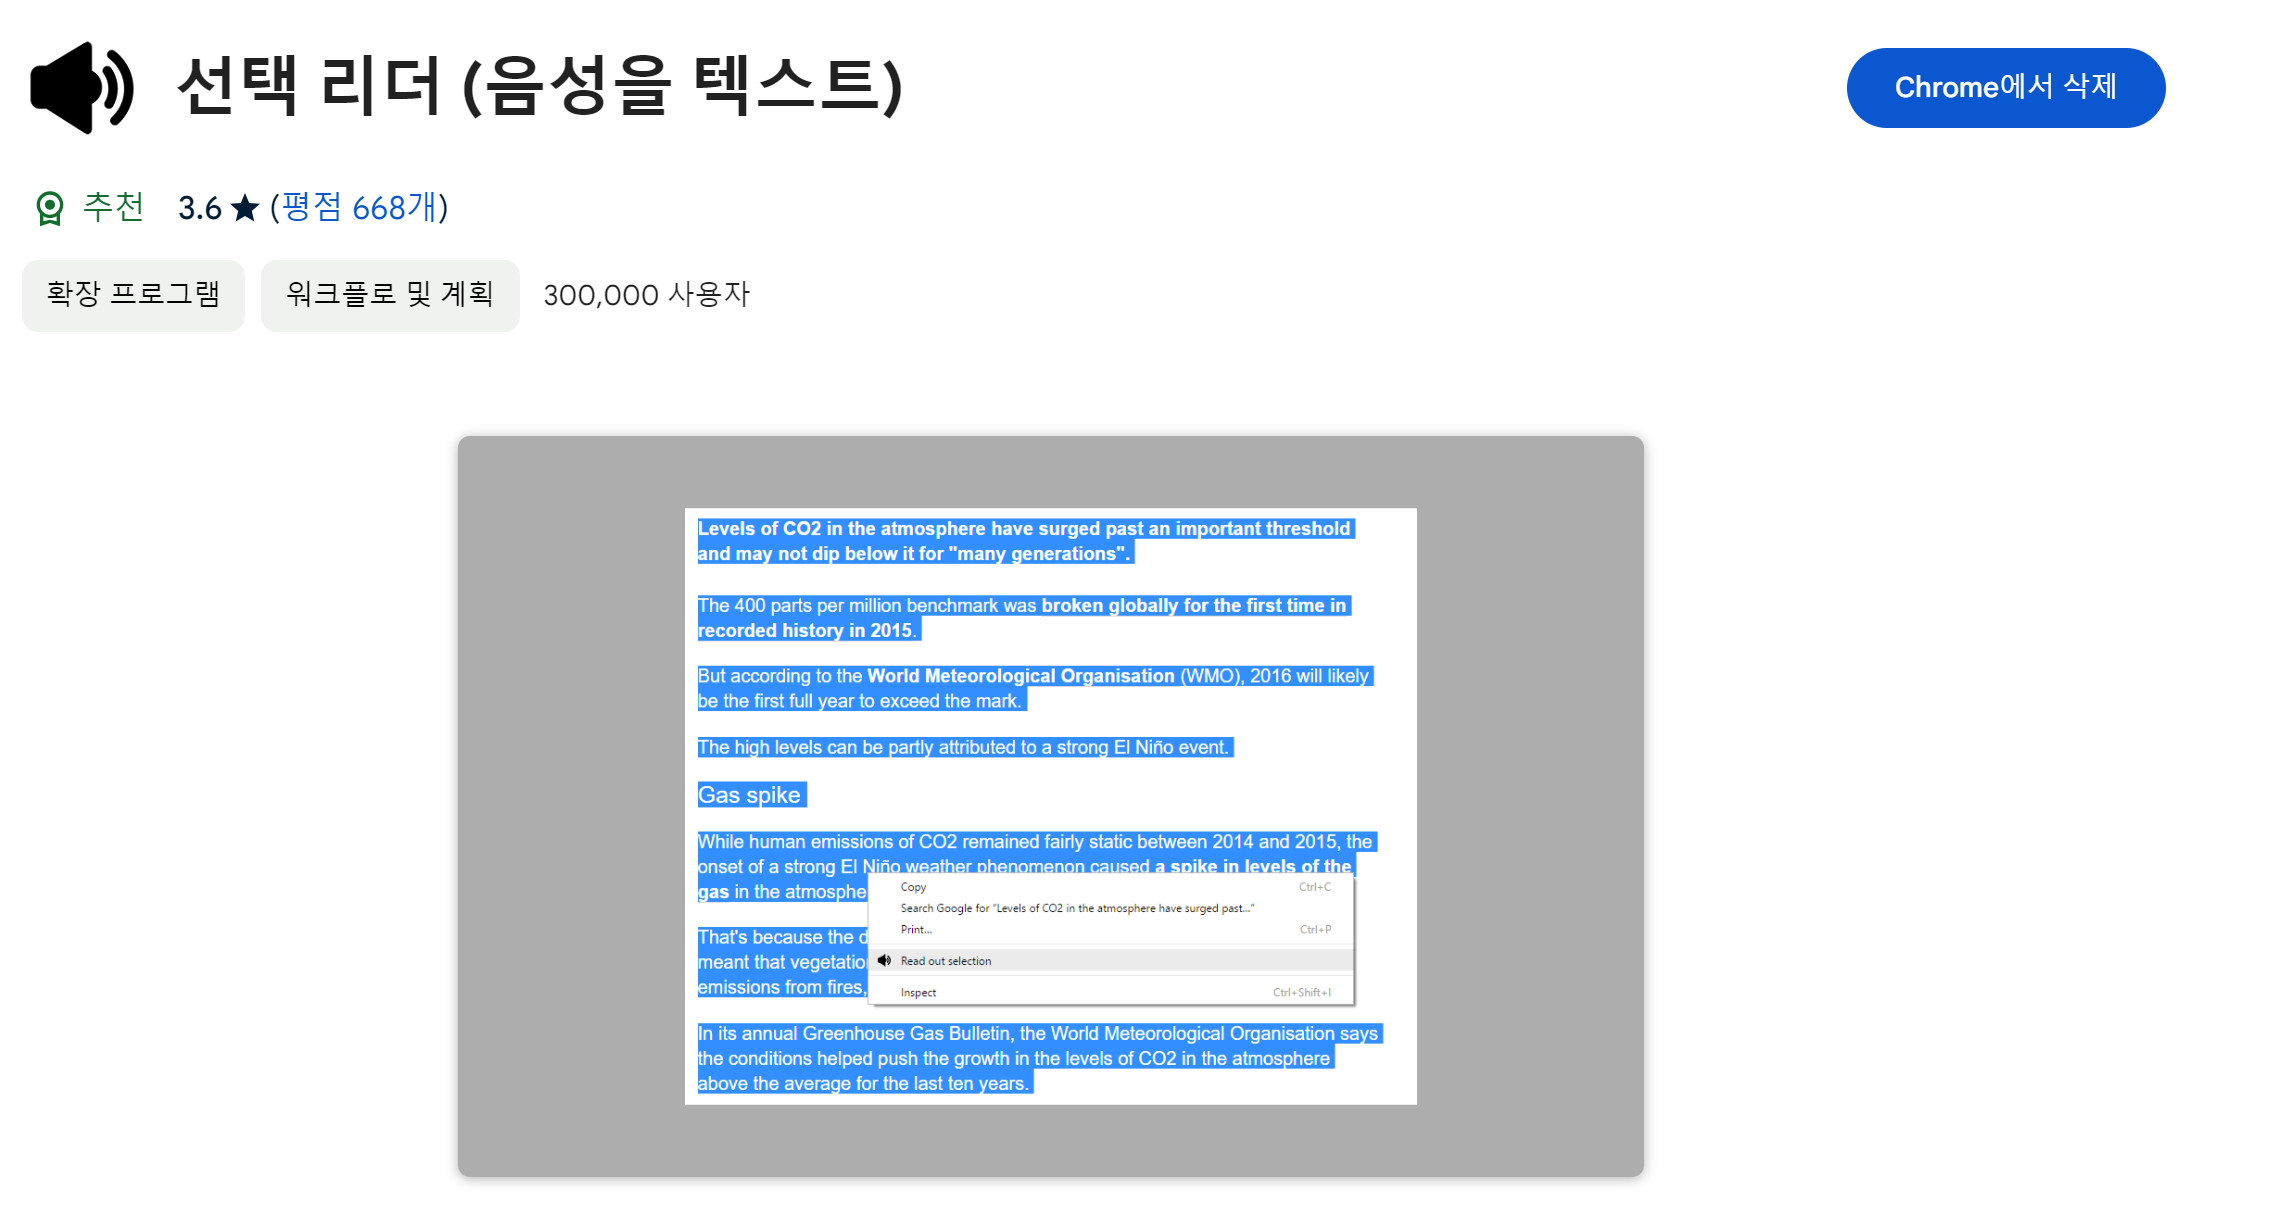 선택 리더 (음성을 텍스트)
Chrome에서 삭제
추천 3.6 (평점 668개)
확장 프로그램 워크플로 및 계획 300,000 사용자
Levels of CO2 in the atmosphere have surged past an important threshold
and may not dip below it for "many generations".
The 400 parts per million benchmark was broken globally for the first time in
recorded history in 2015.
But according to the World Meteorological Organisation (WMO), 2016 will likely
be the first full year to exceed the mark.
The high levels can be partly attributed to a strong El Niño event.
Gas spike
While human emissions of CO2 remained fairly static between 2014 and 2015, the
onset of a strong El Niño weather phenomenon caused a spike in levels of the
gas in the atmosphe
Copy Ctrl+C
Search Google for "Levels of CO2 in the atmosphere have surged past..."
Print... Ctrl+P
Read out selection
Inspect Ctrl+Shift+I
That's because the d
meant that vegetation
emissions from fires,
In its annual Greenhouse Gas Bulletin, the World Meteorological Organisation says
the conditions helped push the growth in the levels of CO2 in the atmosphere
above the average for the last ten years.